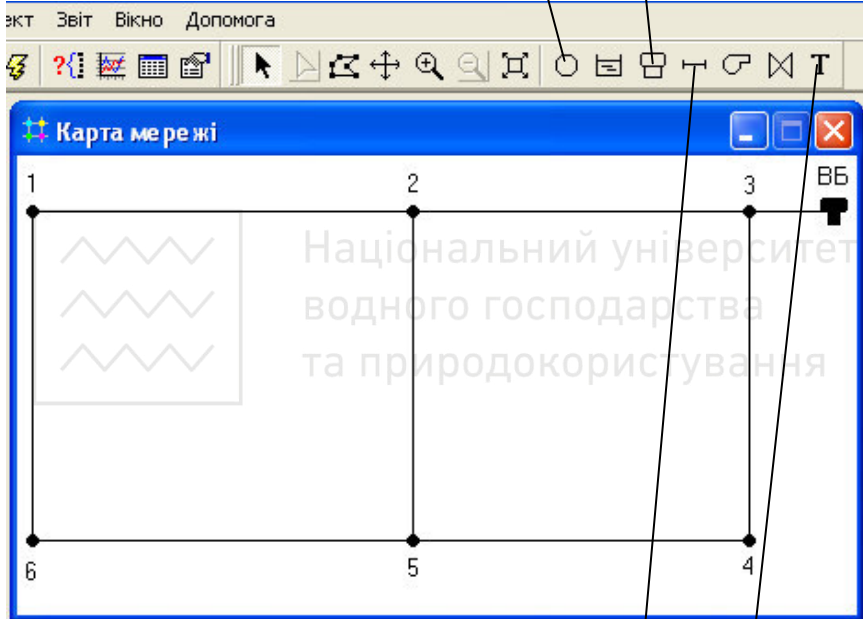 ект Звіт Вікно Допомога
T
Карта мережі
1 2 3 ВБ
Національний університет
водного господарства
та природокористування
6 5 4